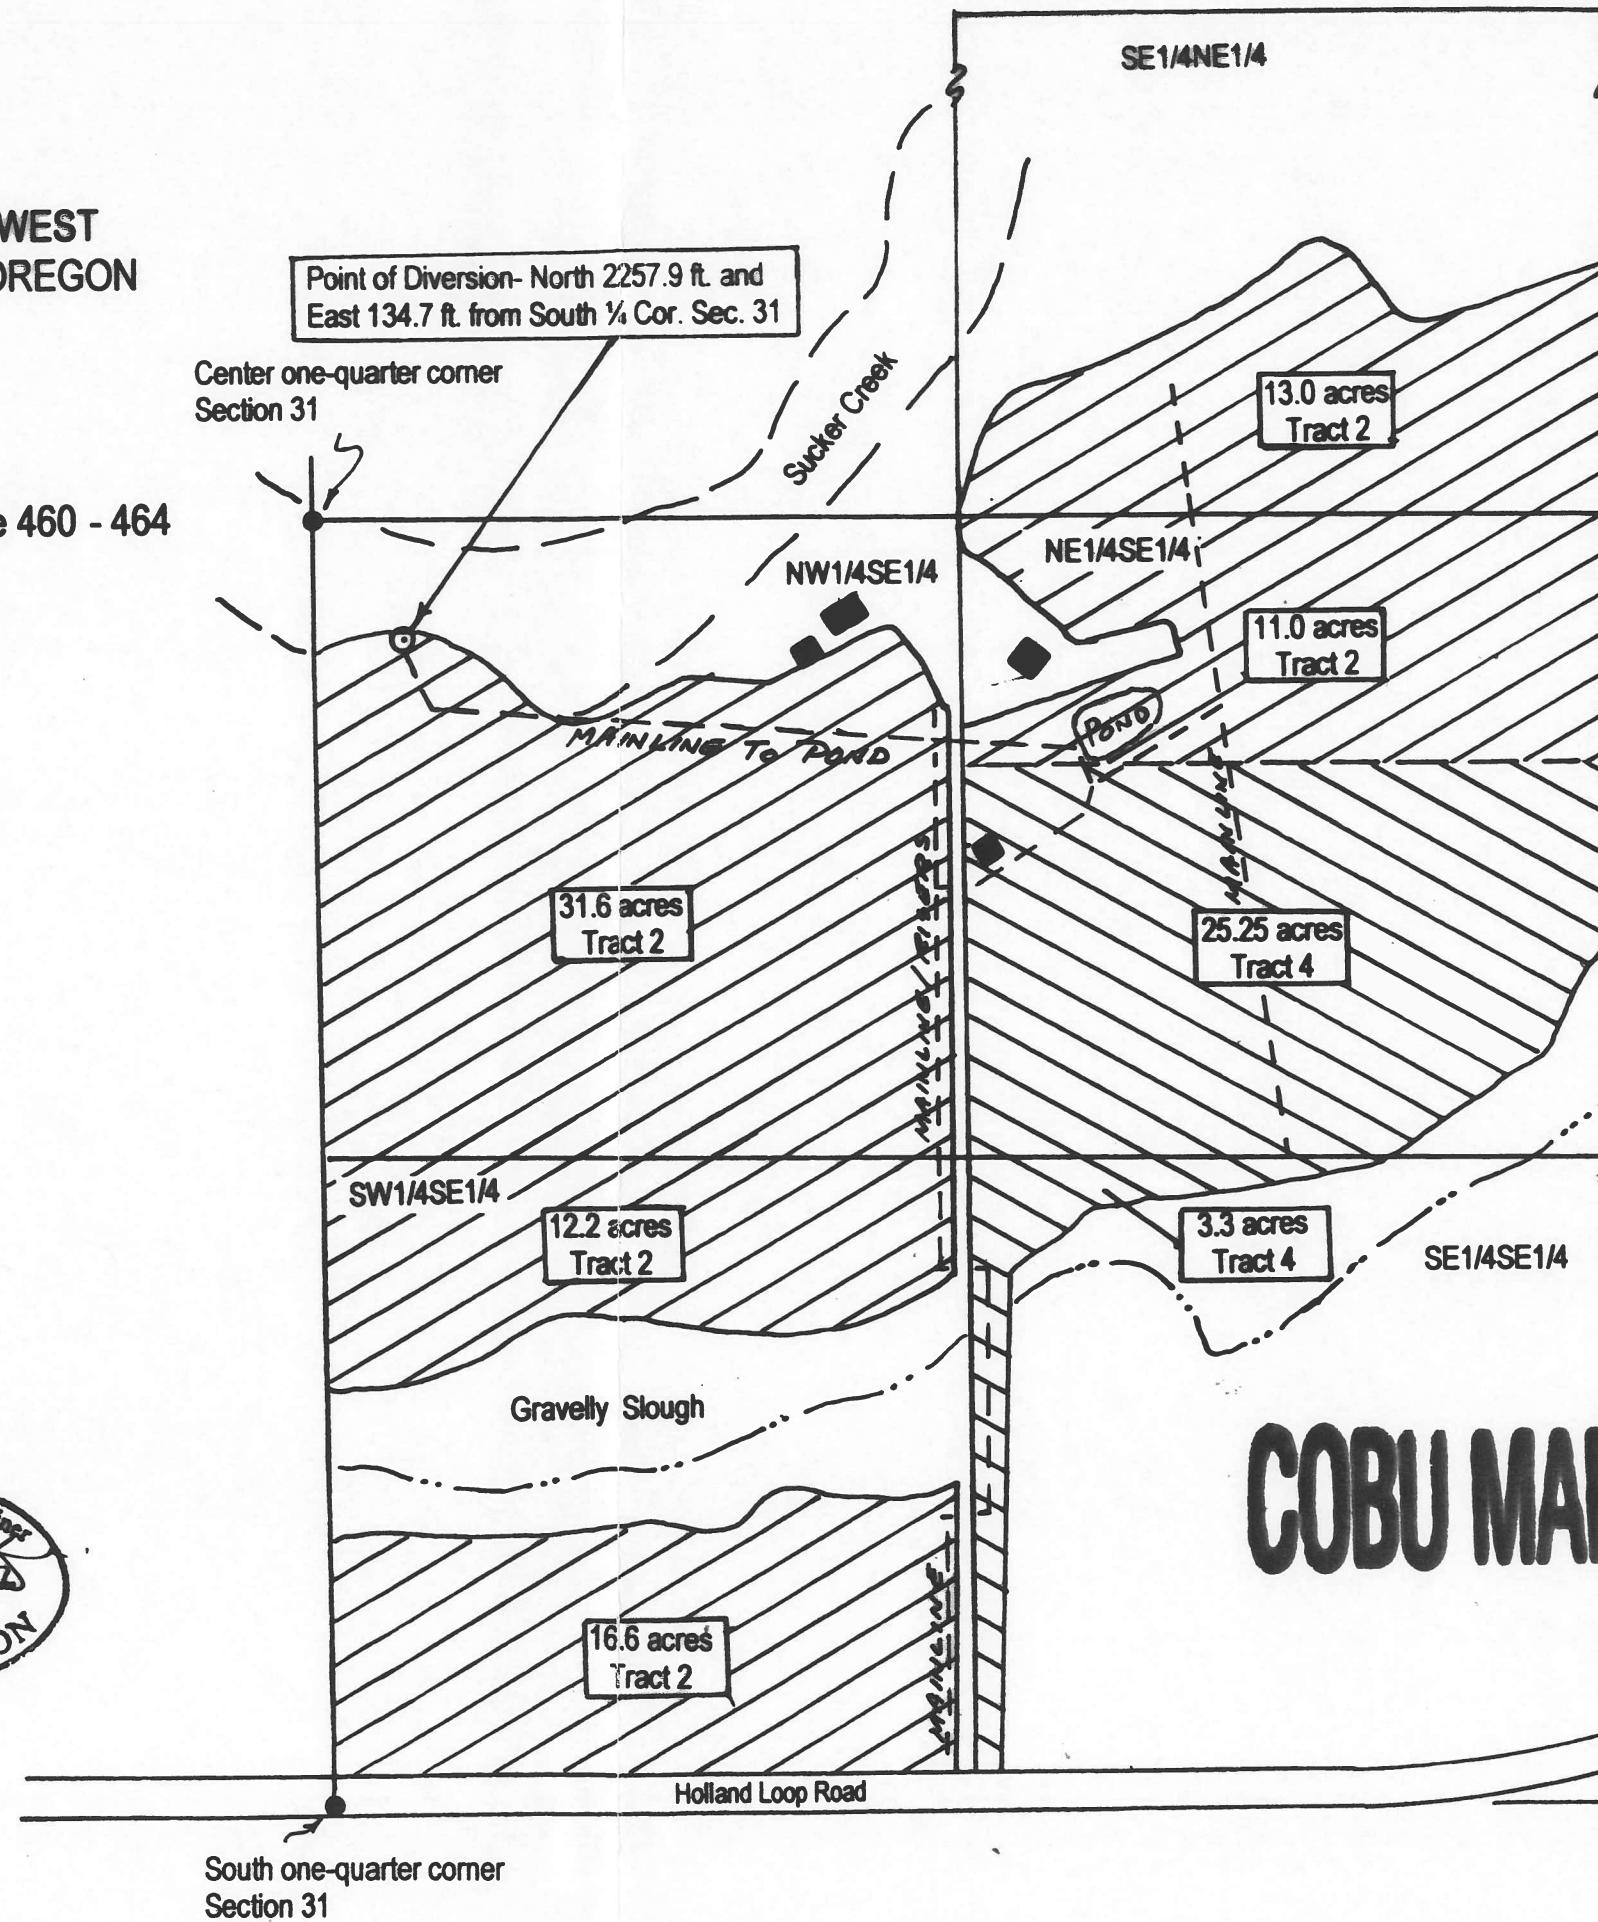 SE1/4NE1/4
WEST
OREGON
Point of Diversion- North 2257.9 ft. and
East 134.7 ft. from South ¼ Cor. Sec. 31
Center one-quarter corner
Section 31
Sucker Creek
13.0 acres
Tract 2
460 - 464
NW1/4SE1/4
NE1/4SE1/4
11.0 acres
Tract 2
POND
MAINLINE TO POND
MAINLINE
31.6 acres
Tract 2
MAINLINE / RISERS
25.25 acres
Tract 4
SW1/4SE1/4
12.2 acres
Tract 2
3.3 acres
Tract 4
SE1/4SE1/4
Gravelly Slough
COBU MA
ON
16.6 acres
Tract 2
MAINLINE
Holland Loop Road
South one-quarter corner
Section 31